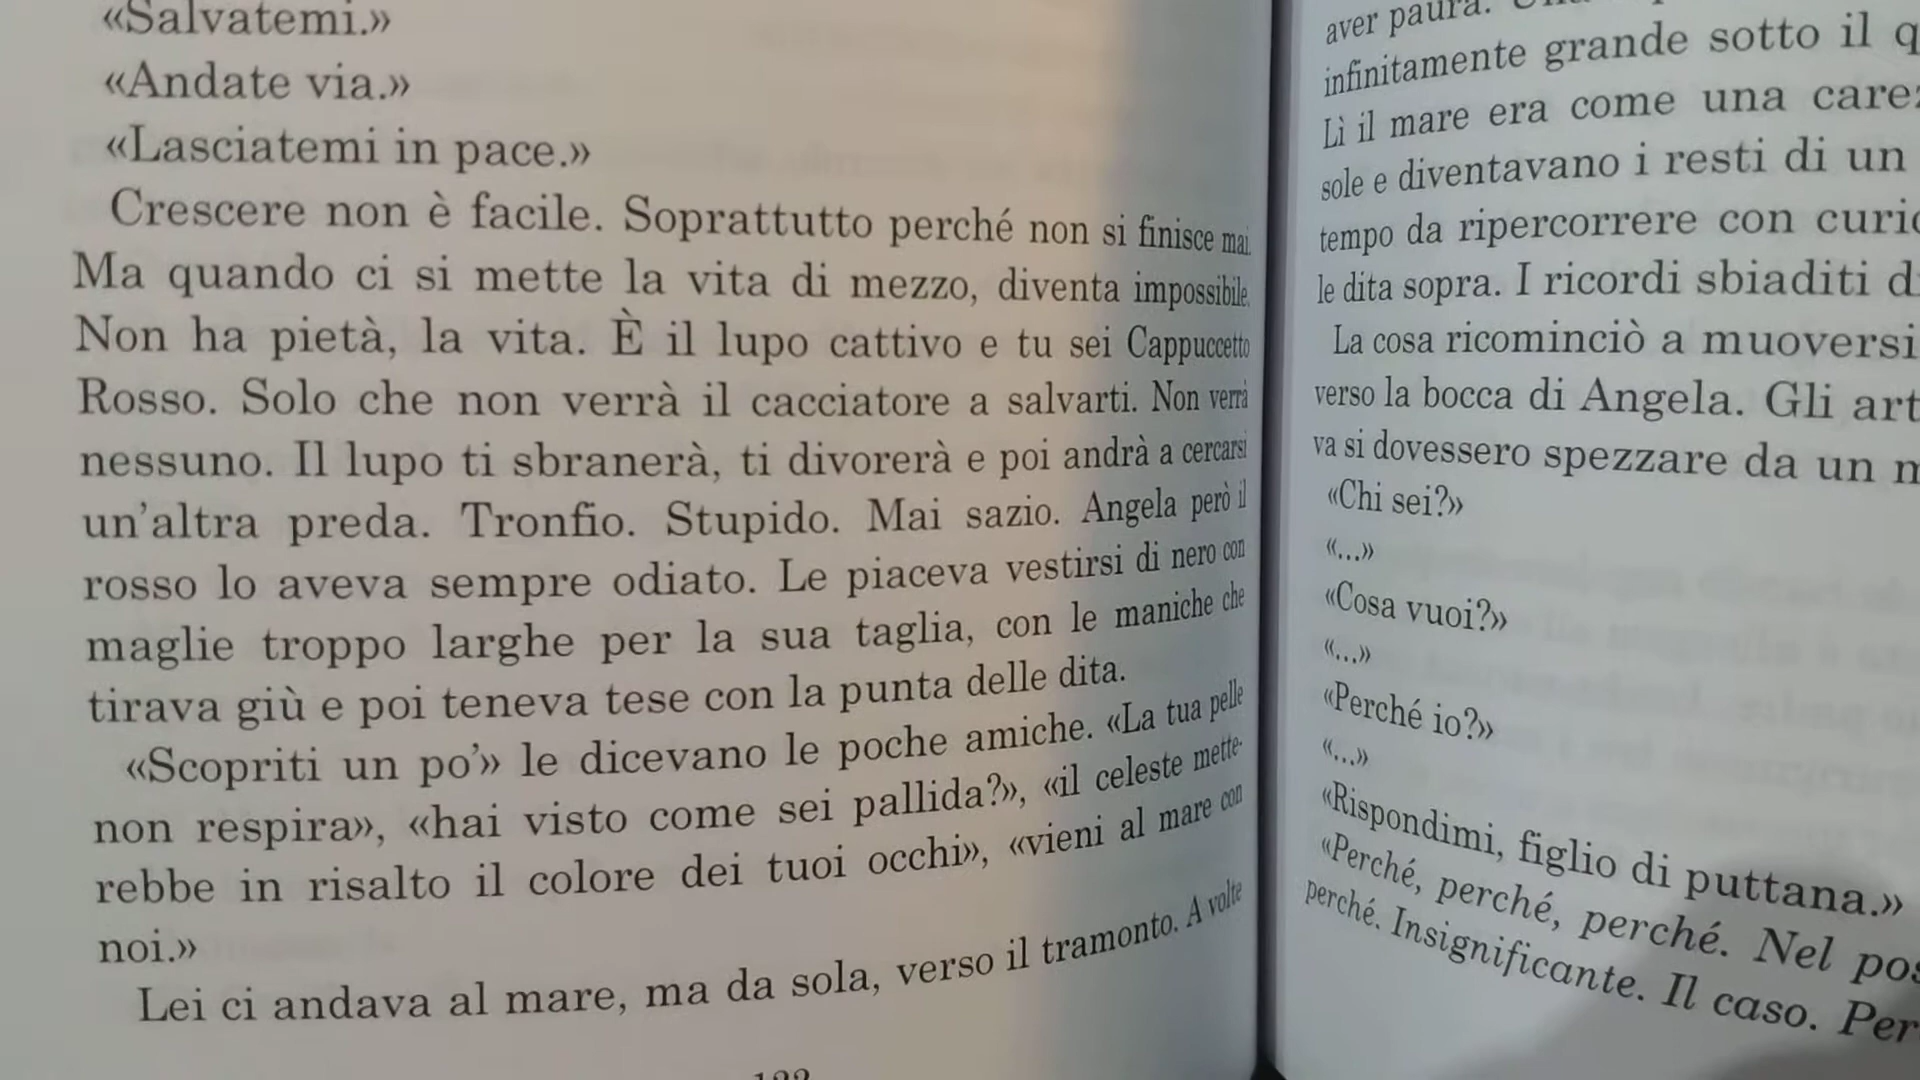 «Salvatemi.»
«Andate via.»
«Lasciatemi in pace.»
Crescere non è facile. Soprattutto perché non si finisce mai.
Ma quando ci si mette la vita di mezzo, diventa impossibile.
Non ha pietà, la vita. È il lupo cattivo e tu sei Cappuccetto
Rosso. Solo che non verrà il cacciatore a salvarti. Non verrà
nessuno. Il lupo ti sbranerà, ti divorerà e poi andrà a cercarsi
un'altra preda. Tronfio. Stupido. Mai sazio. Angela però il
rosso lo aveva sempre odiato. Le piaceva vestirsi di nero con
maglie troppo larghe per la sua taglia, con le maniche che
tirava giù e poi teneva tese con la punta delle dita.
«Scopriti un po'» le dicevano le poche amiche. «La tua pelle
non respira», «hai visto come sei pallida?», «il celeste mette-
rebbe in risalto il colore dei tuoi occhi», «vieni al mare con
noi.»
Lei ci andava al mare, ma da sola, verso il tramonto. A volte
aver paura.
infinitamente grande sotto il
Lì il mare era come una
sole e diventavano i resti di un
tempo da ripercorrere con
le dita sopra. I ricordi sbiaditi
La cosa ricominciò a muoversi
verso la bocca di Angela. Gli
va si dovessero spezzare da un
«Chi sei?»
«...»
«Cosa vuoi?»
«...»
«Perché io?»
«...»
«Rispondimi, figlio di puttana.»
«Perché, perché, perché. Nel
perché. Insignificante. Il caso.